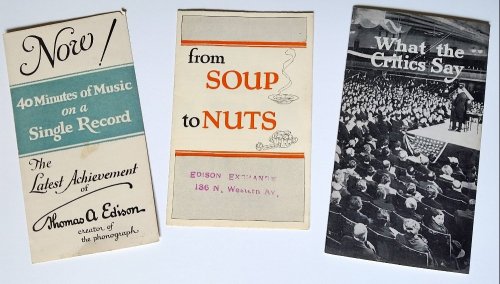 Now!
40 Minutes of Music
on a
Single Record
The
Latest Achievement
of
Thomas A Edison
creator of
the phonograph
from
SOUP
to NUTS
EDISON EXCHANGE
136 N. WESTERN AV.
What the
Critics Say